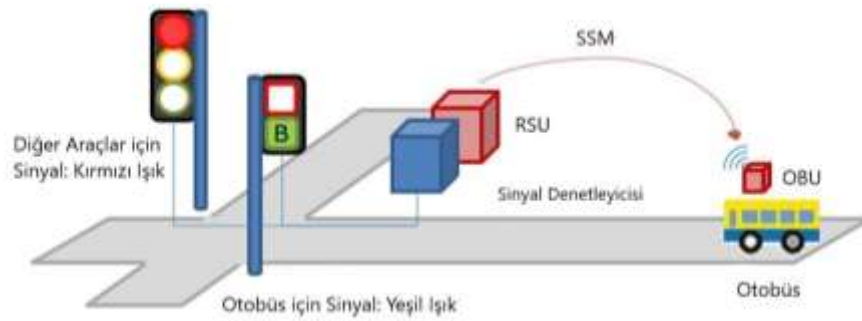 SSM
RSU
B
Diğer Araçlar için
Sinyal: Kırmızı Işık
OBU
Sinyal Denetleyicisi
Otobüs
Otobüs için Sinyal: Yeşil Işık